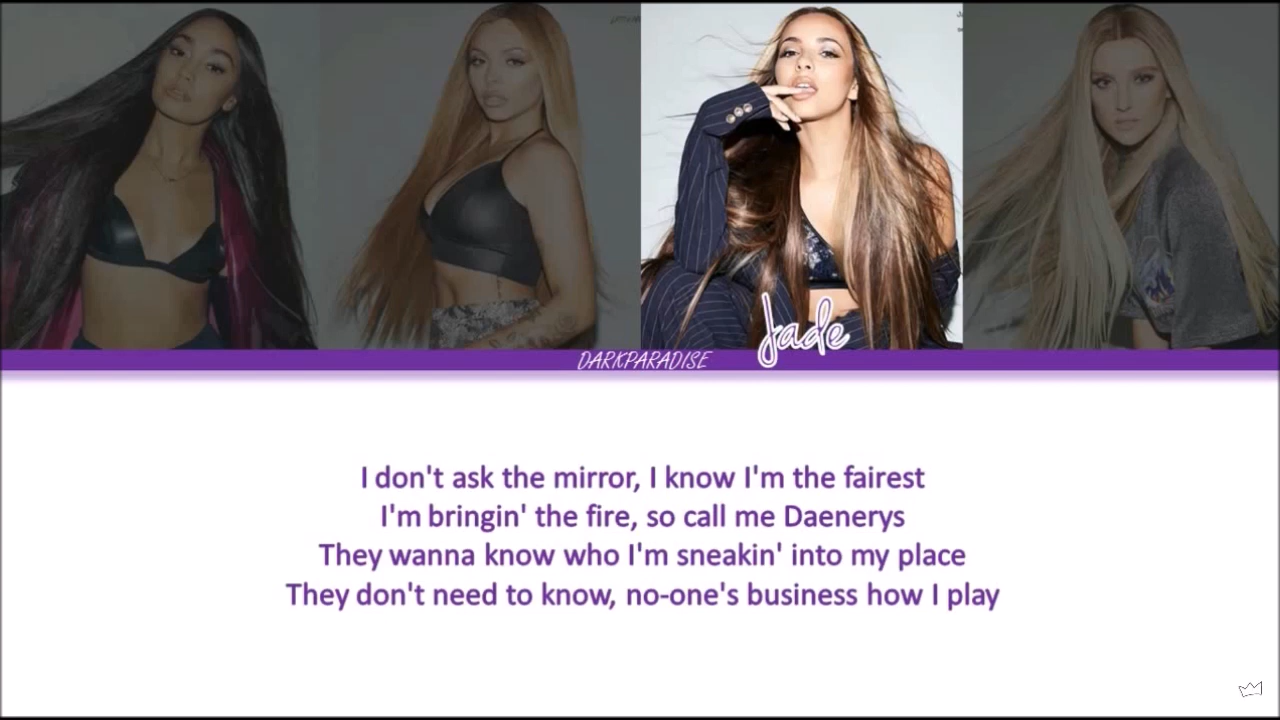 Jade
DARKPARADISE
I don't ask the mirror, I know I'm the fairest
I'm bringin' the fire, so call me Daenerys
They wanna know who I'm sneakin' into my place
They don't need to know, no-one's business how I play